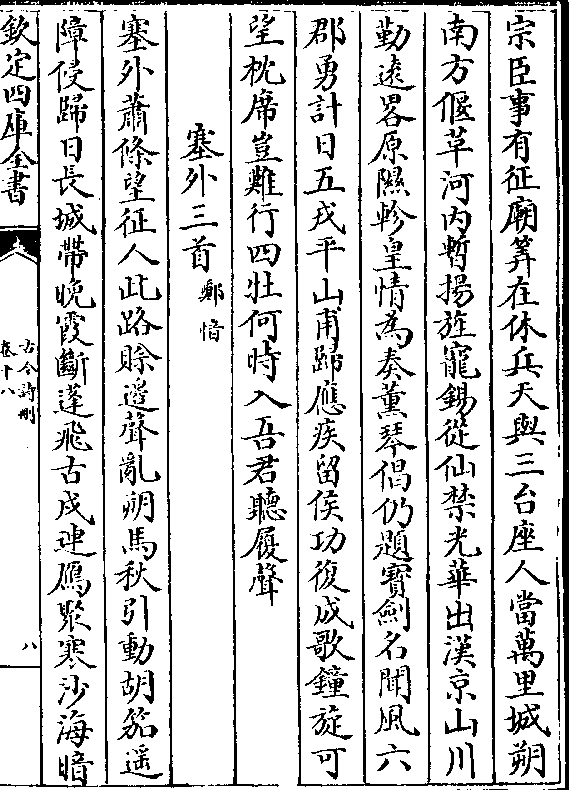 宗臣事有征廟筭在休兵天與三台座人當萬里城朔
南方偃草河内暫揚旌寵錫從仙禁光華出漢京山川
勤逺畧原隰軫皇情為奏薰琴倡仍題寳劍名聞風六
郡勇計日五戎平山甫歸應疾留侯功復成歌鐘旋可
望枕席豈難行四牡何時入吾君聽履聲
塞外三首 鄭愔
塞外蕭條望征人此路賒邊聲亂朔馬秋引動胡笳遥
障侵歸日長城帶晚霞斷蓬飛古戍連鴈聚寒沙海暗
欽定四庫全書
古今詩刪
卷十八
八